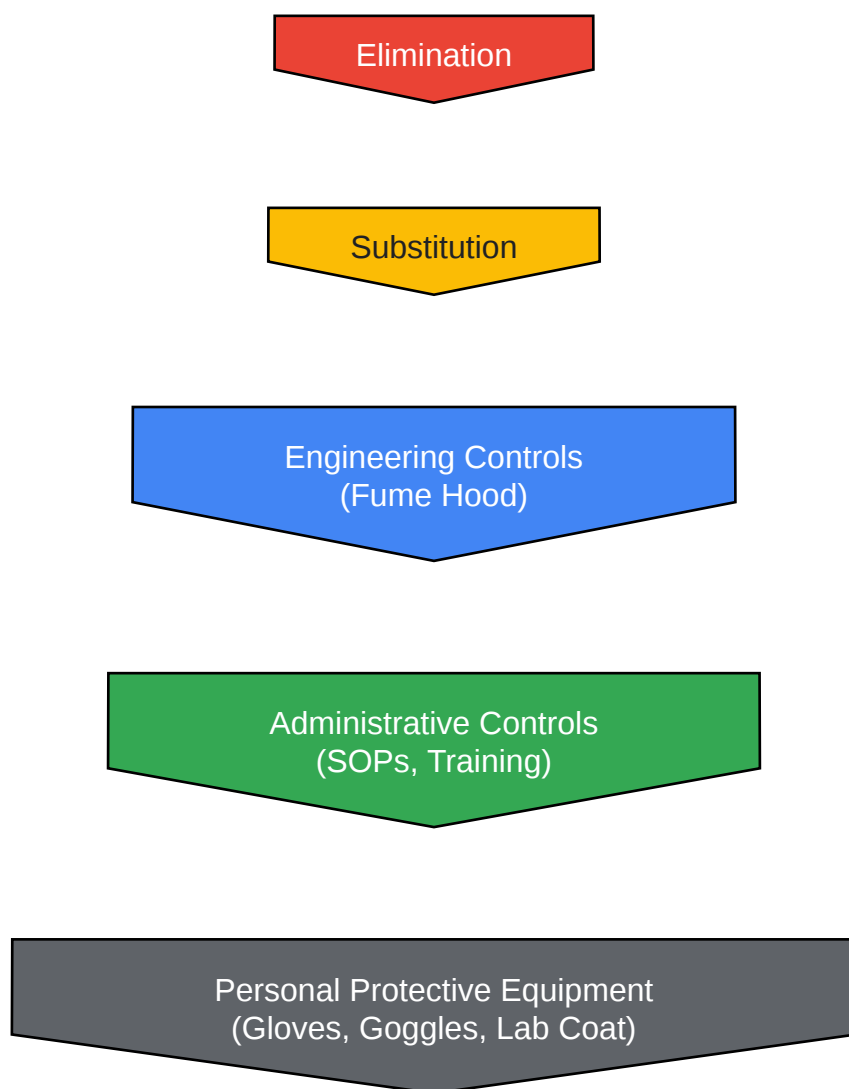 Elimination
Substitution
Engineering Controls
(Fume Hood)
Administrative Controls
(SOPs, Training)
Personal Protective Equipment
(Gloves, Goggles, Lab Coat)